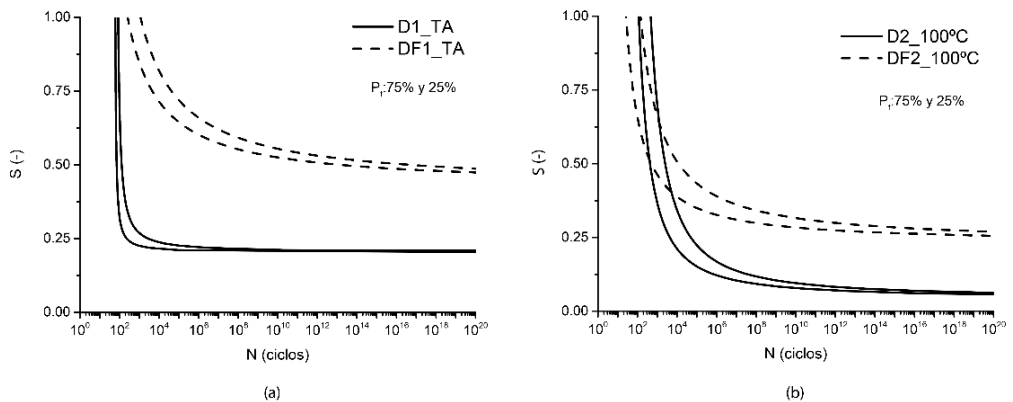 D1_TA
DF1_TA
P_f:75% y 25%
S (-)
1.00
0.75
0.50
0.25
0.00
10^0 10^2 10^4 10^6 10^8 10^10 10^12 10^14 10^16 10^18 10^20
N (ciclos)
(a)
D2_100ºC
DF2_100ºC
P_f:75% y 25%
S (-)
1.00
0.75
0.50
0.25
0.00
10^0 10^2 10^4 10^6 10^8 10^10 10^12 10^14 10^16 10^18 10^20
N (ciclos)
(b)